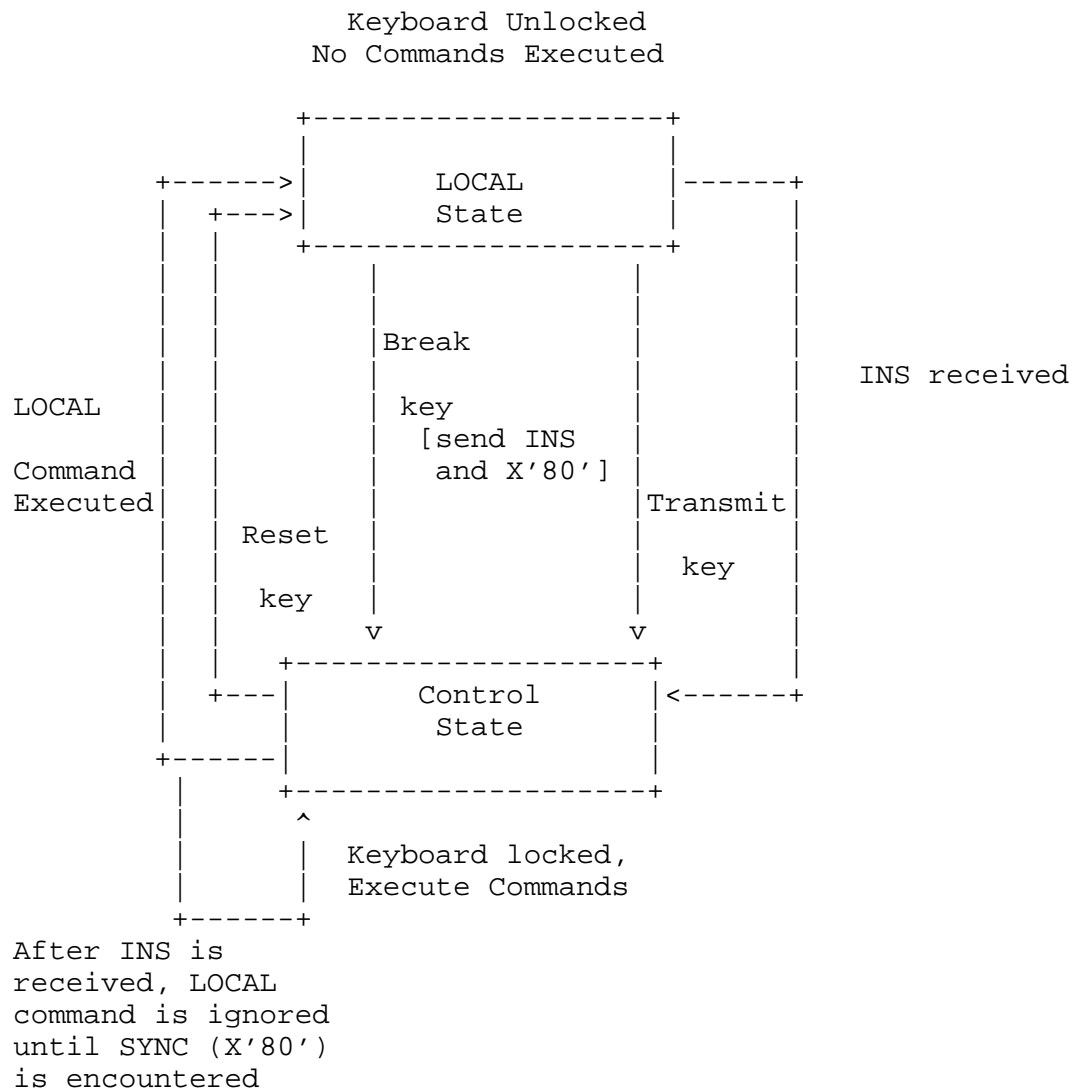 Keyboard Unlocked
No Commands Executed
LOCAL
State
Break
INS received
LOCAL
key
[send INS
Command
and X'80']
Executed
Transmit
Reset
key
key
v
v
Control
State
Keyboard locked,
Execute Commands
After INS is
received, LOCAL
command is ignored
until SYNC (X'80')
is encountered